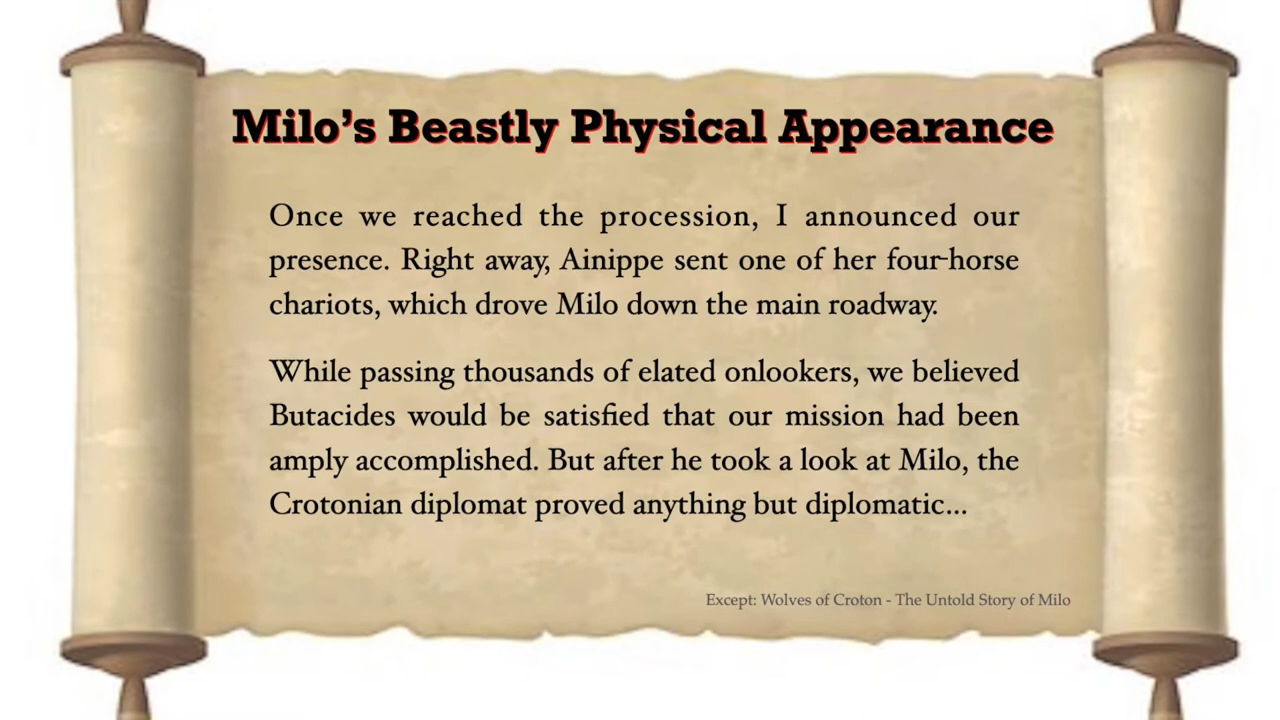 Milo’s Beastly Physical Appearance
Once we reached the procession, I announced our
presence. Right away, Ainippe sent one of her four-horse
chariots, which drove Milo down the main roadway.
While passing thousands of elated onlookers, we believed
Butacides would be satisfied that our mission had been
amply accomplished. But after he took a look at Milo, the
Crotonian diplomat proved anything but diplomatic...
Except: Wolves of Croton - The Untold Story of Milo